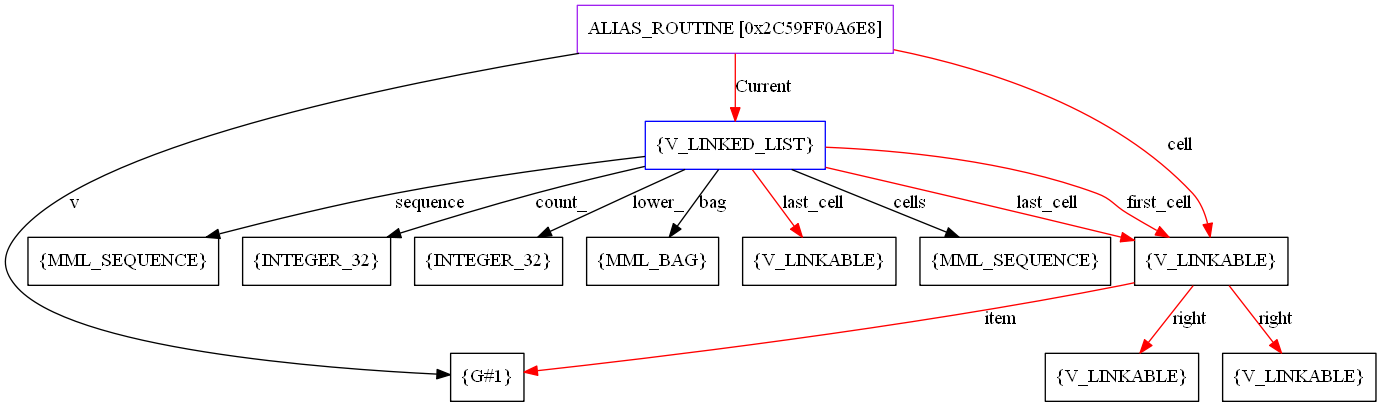 ALIAS_ROUTINE [0x2C59FF0A6E8]
Current
cell
{V_LINKED_LIST}
v
sequence
count_
lower_
bag
last_cell
cells
last_cell
first_cell
{MML_SEQUENCE}
{INTEGER_32}
{INTEGER_32}
{MML_BAG}
{V_LINKABLE}
{MML_SEQUENCE}
{V_LINKABLE}
item
right
right
{G#1}
{V_LINKABLE}
{V_LINKABLE}